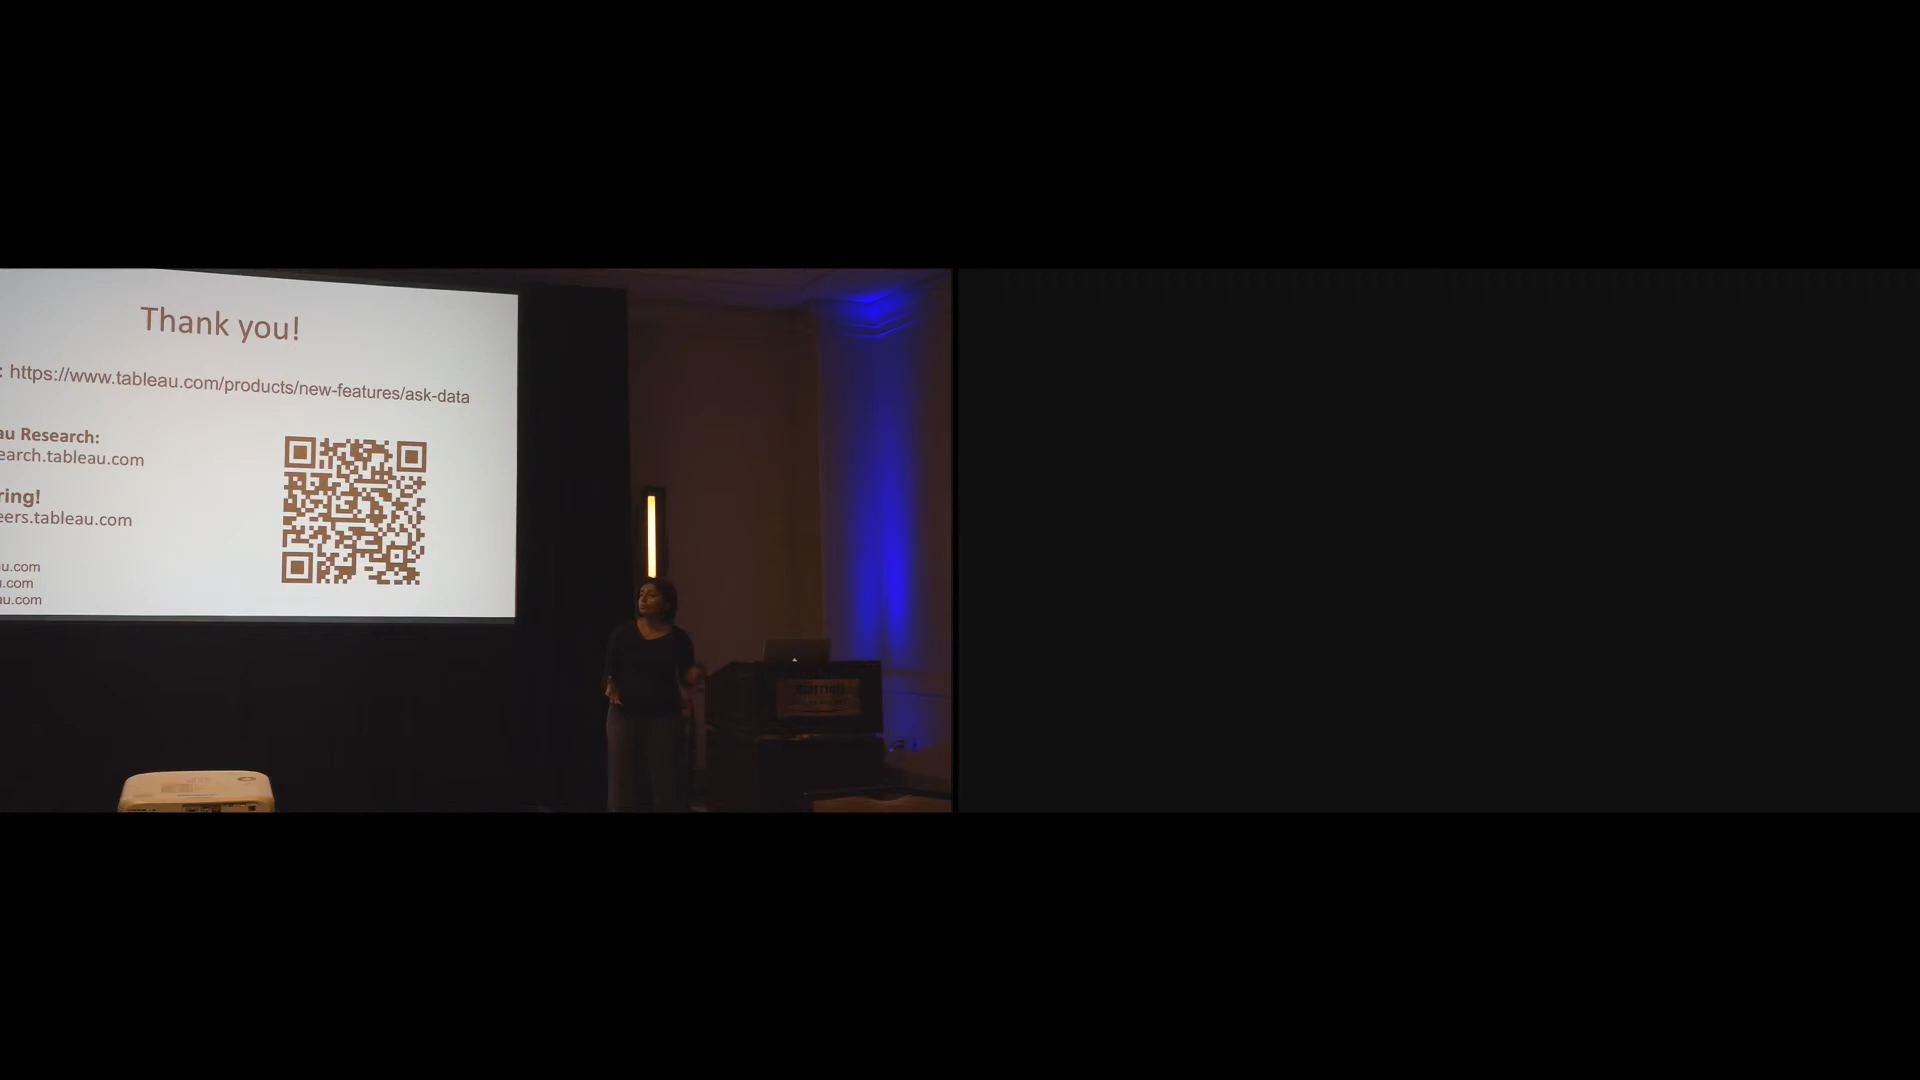 Thank you!
: https://www.tableau.com/products/new-features/ask-data
au Research:
earch.tableau.com
ring!
eers.tableau.com
u.com
.com
au.com
Marriott